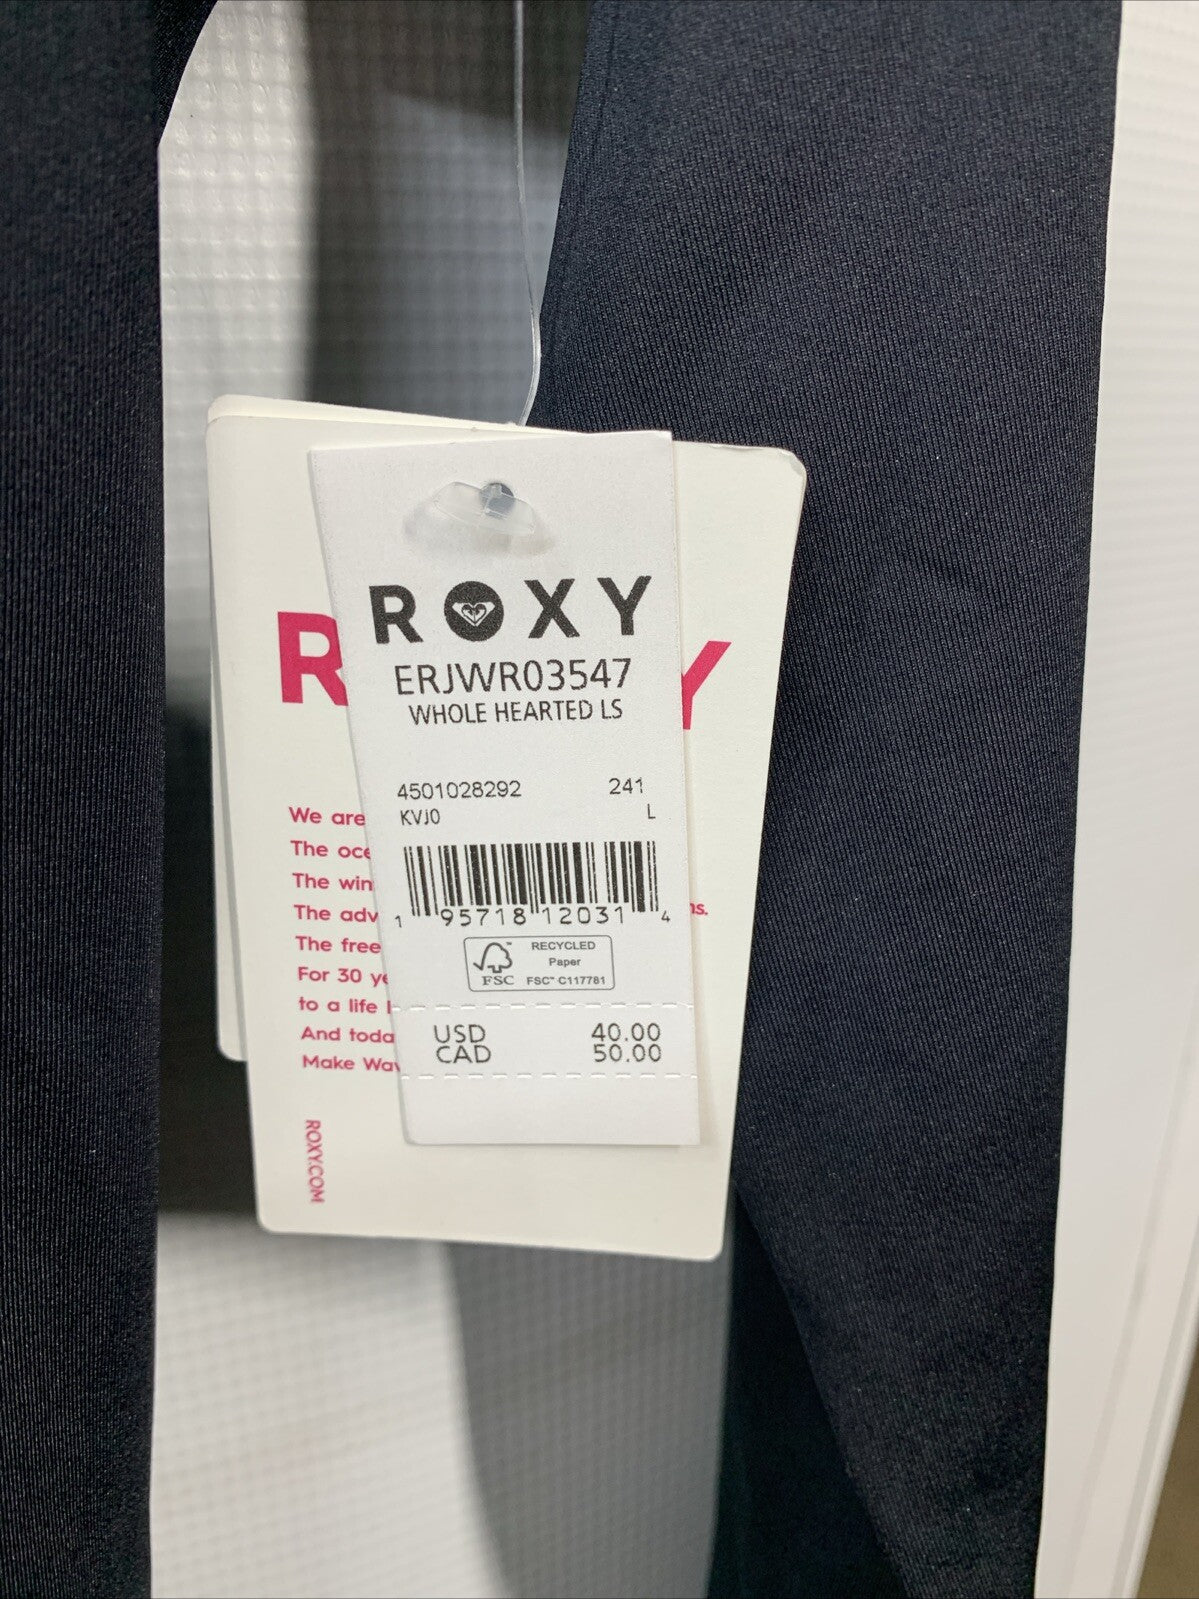 ROXY
ERJWR03547
WHOLE HEARTED LS
4501028292 241
KVJ0 L
1 95718 12031 4
RECYCLED
Paper
FSC™ C117781
FSC
USD 40.00
CAD 50.00
R Y
We are
The oce
The win
The adv ns.
The free
For 30 ye
to a life l
And toda
Make Wav
ROXY.COM